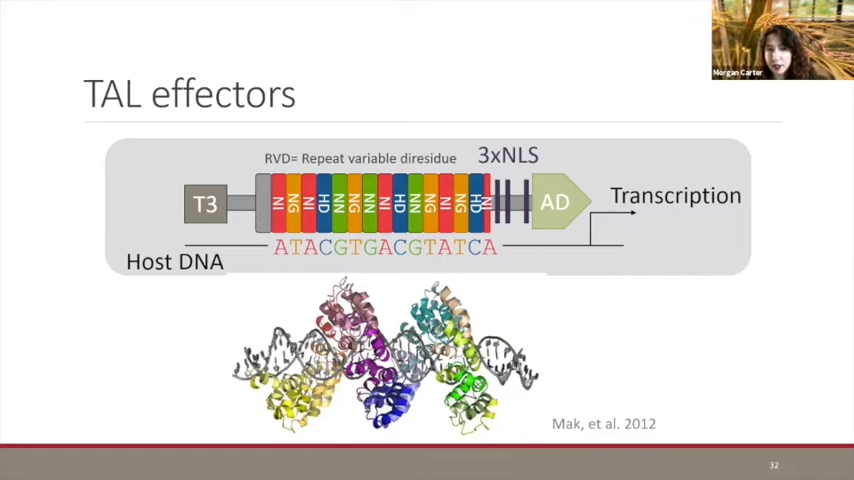 Morgan Carter
TAL effectors
RVD= Repeat variable diresidue
3xNLS
T3
NI NG NI HD NN NG NN NI HD NN NG NI NG HD NI
AD
Transcription
ATACGTGACGTATCA
Host DNA
Mak, et al. 2012
32